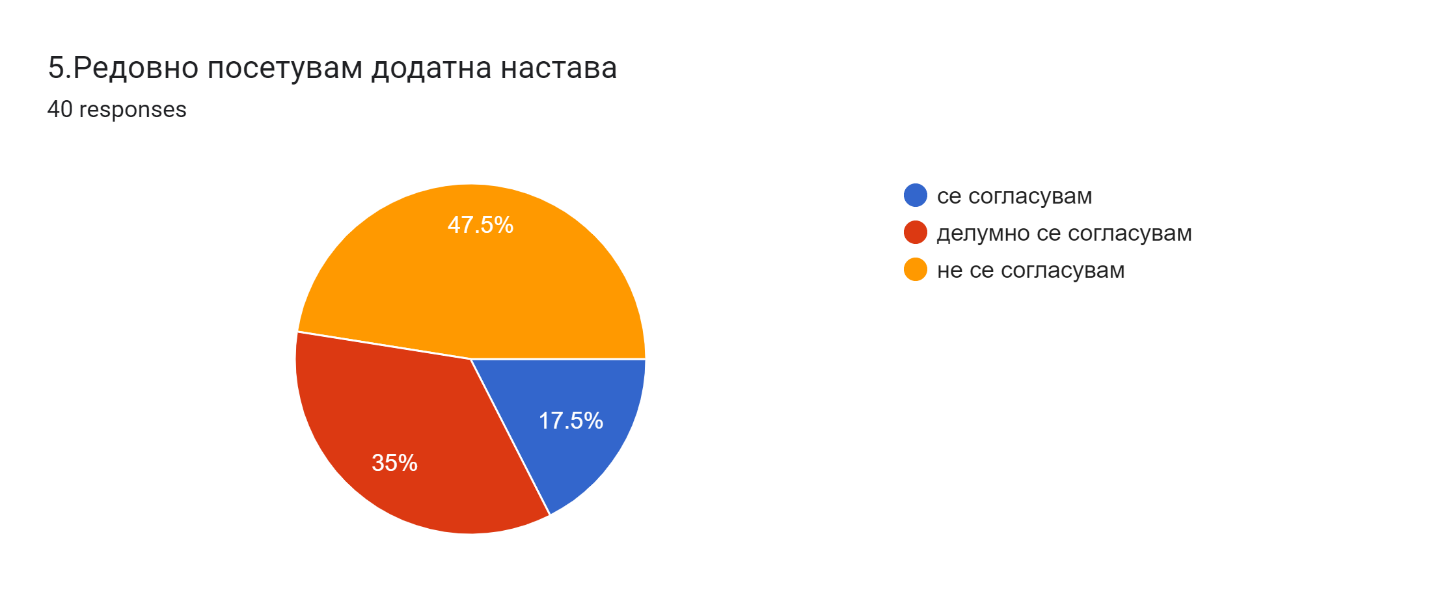 5.Редовно посетувам додатна настава
40 responses
се согласувам
делумно се согласувам
не се согласувам
47.5%
17.5%
35%